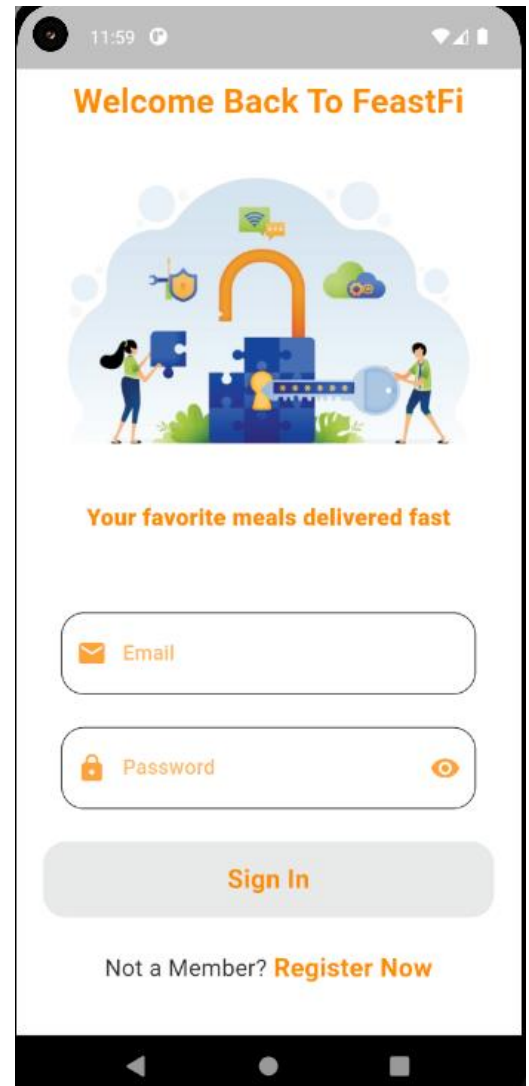 11:59
Welcome Back To FeastFi
Your favorite meals delivered fast
Email
Password
Sign In
Not a Member? Register Now